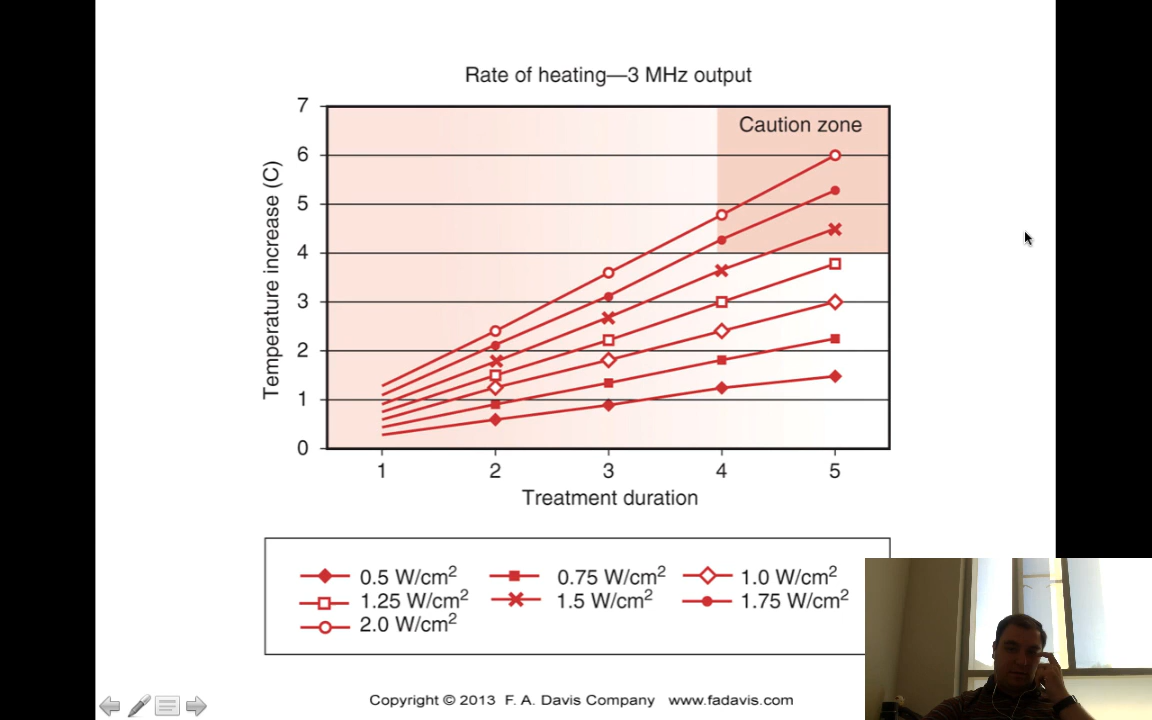 Rate of heating—3 MHz output
Caution zone
7
6
5
4
3
2
1
0
Temperature increase (C)
1 2 3 4 5
Treatment duration
0.5 W/cm² 0.75 W/cm² 1.0 W/cm²
1.25 W/cm² 1.5 W/cm² 1.75 W/cm²
2.0 W/cm²
Copyright © 2013 F. A. Davis Company www.fadavis.com